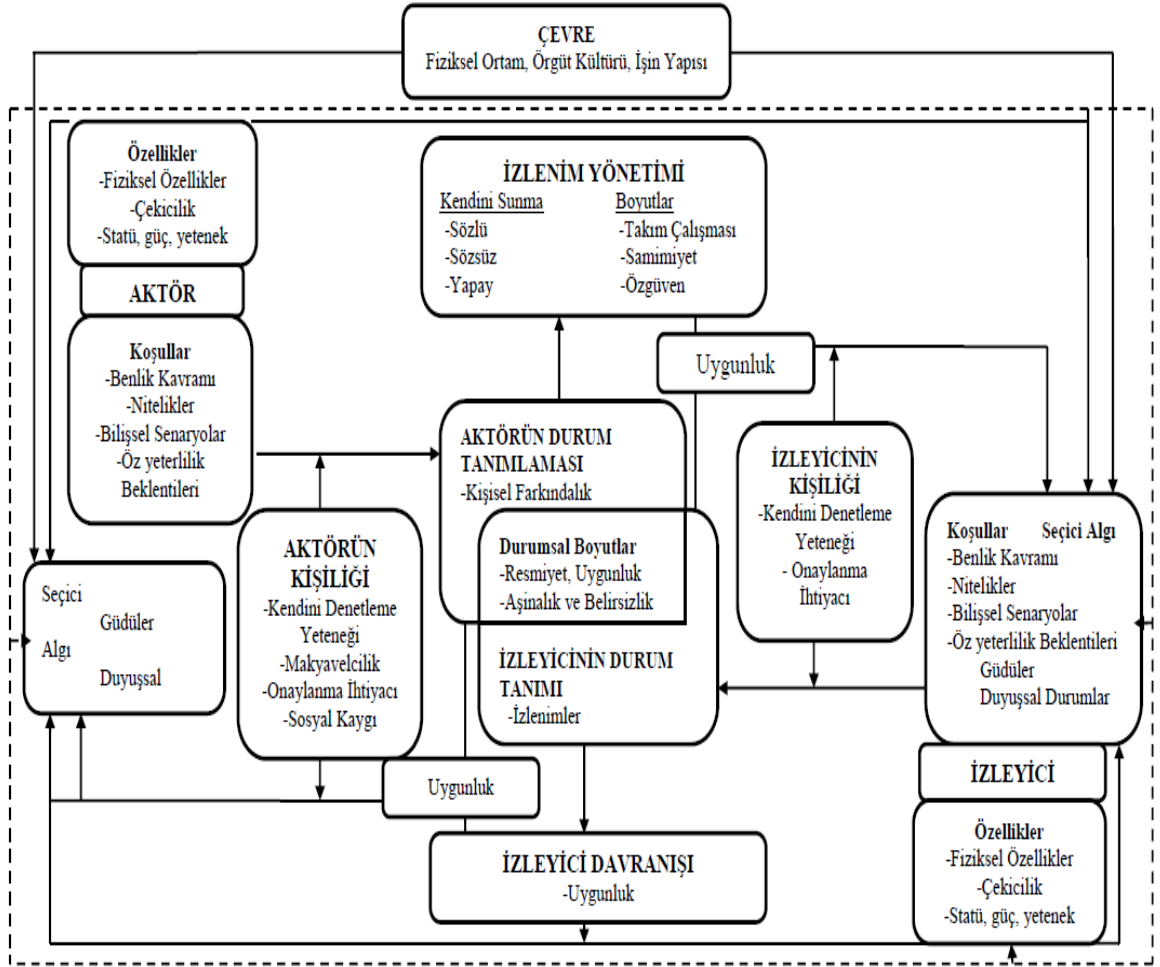 ÇEVRE
Fiziksel Ortam, Örgüt Kültürü, İşin Yapısı
Özellikler
-Fiziksel Özellikler
-Çekicilik
-Statü, güç, yetenek
AKTÖR
Koşullar
-Benlik Kavramı
-Nitelikler
-Bilişsel Senaryolar
-Öz yeterlilik
Beklentileri
İZLENİM YÖNETİMİ
Kendini Sunma Boyutlar
-Sözlü -Takım Çalışması
-Sözsüz -Samimiyet
-Yapay -Özgüven
Uygunluk
AKTÖRÜN DURUM
TANIMLAMASI
-Kişisel Farkındalık
Durumsal Boyutlar
-Resmiyet, Uygunluk
-Aşinalık ve Belirsizlik
İZLEYİCİNİN DURUM
TANIMI
-İzlenimler
İZLEYİCİNİN
KİŞİLİĞİ
-Kendini Denetleme
Yeteneği
- Onaylanma
İhtiyacı
AKTÖRÜN
KİŞİLİĞİ
-Kendini Denetleme
Yeteneği
-Makyavelcilik
-Onaylanma İhtiyacı
-Sosyal Kaygı
Seçici
Güdüler
Algı
Duyuşsal
Koşullar Seçici Algı
-Benlik Kavramı
-Nitelikler
-Bilişsel Senaryolar
-Öz yeterlilik Beklentileri
Güdüler
Duyuşsal Durumlar
İZLEYİCİ
Özellikler
-Fiziksel Özellikler
-Çekicilik
-Statü, güç, yetenek
Uygunluk
İZLEYİCİ DAVRANIŞI
-Uygunluk